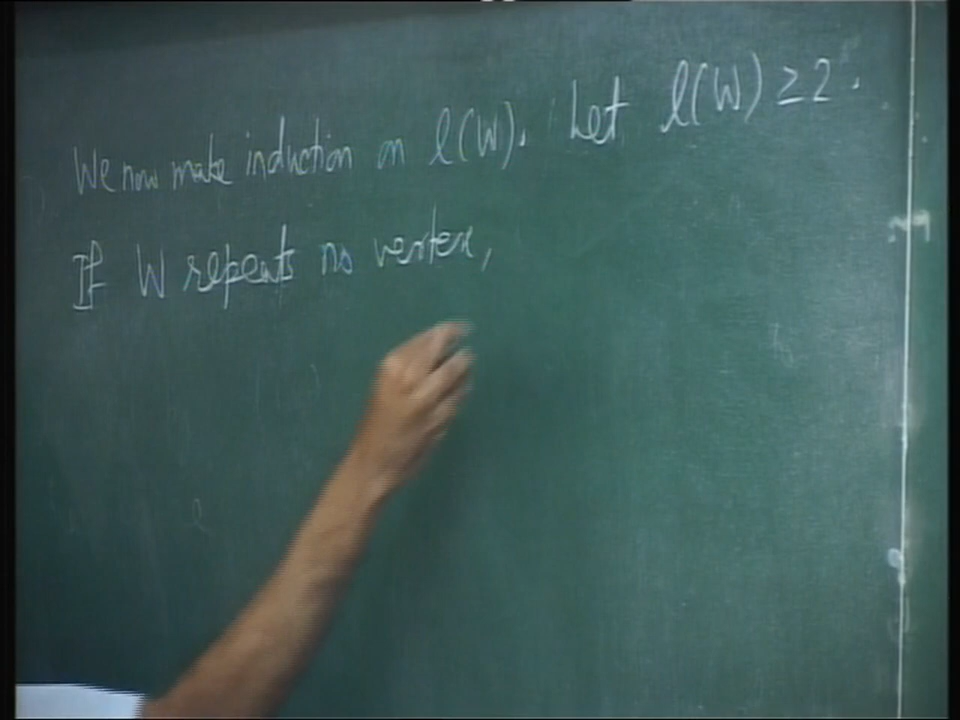 We now make induction on l(W). Let l(W) ≥ 2.
If W repeats no vertex,